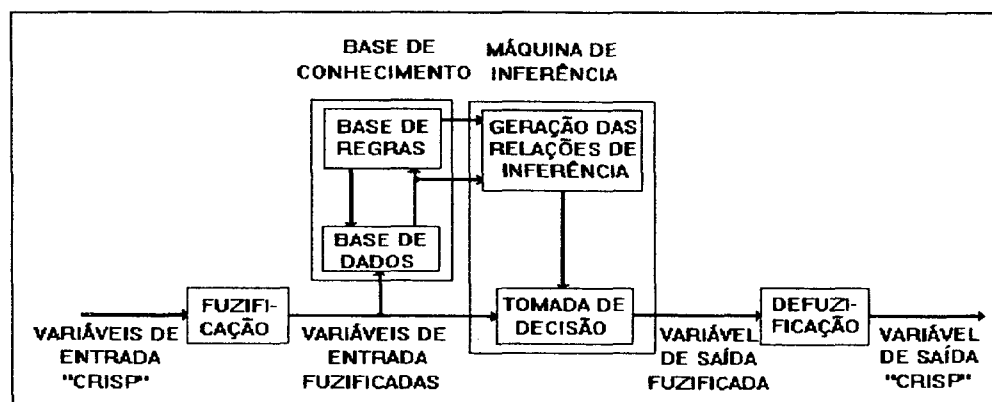 BASE DE
CONHECIMENTO
MÁQUINA DE
INFERÊNCIA
BASE DE
REGRAS
GERAÇÃO DAS
RELAÇÕES DE
INFERÊNCIA
BASE DE
DADOS
FUZIFI-
CAÇÃO
TOMADA DE
DECISÃO
DEFUZI-
FICAÇÃO
VARIÁVEIS DE
ENTRADA
"CRISP"
VARIÁVEIS DE
ENTRADA
FUZIFICADAS
VARIÁVEL
DE SAÍDA
FUZIFICADA
VARIÁVEL
DE SAÍDA
"CRISP"